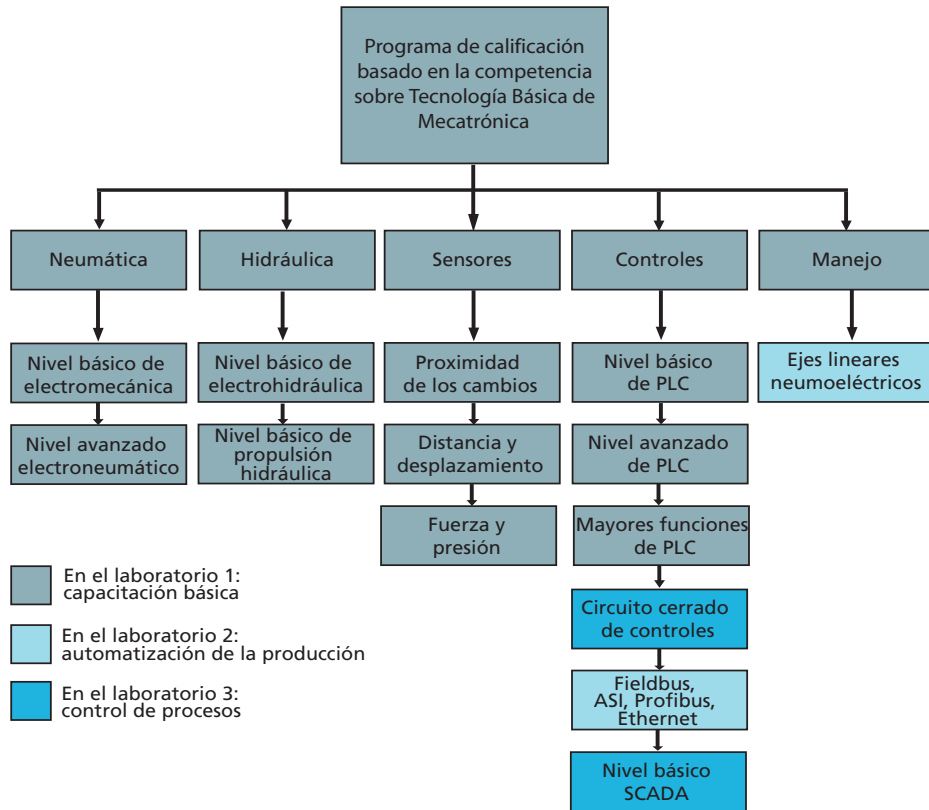 Programa de calificación
basado en la competencia
sobre Tecnología Básica de
Mecatrónica
Neumática
Hidráulica
Sensores
Controles
Manejo
Nivel básico de
electromecánica
Nivel básico de
electrohidráulica
Proximidad
de los cambios
Nivel básico
de PLC
Ejes lineares
neumoeléctricos
Nivel avanzado
electroneumático
Nivel básico de
propulsión
hidráulica
Distancia y
desplazamiento
Nivel avanzado
de PLC
Fuerza y
presión
Mayores funciones
de PLC
Circuito cerrado
de controles
Fieldbus,
ASI, Profibus,
Ethernet
Nivel básico
SCADA
En el laboratorio 1:
capacitación básica
En el laboratorio 2:
automatización de la producción
En el laboratorio 3:
control de procesos